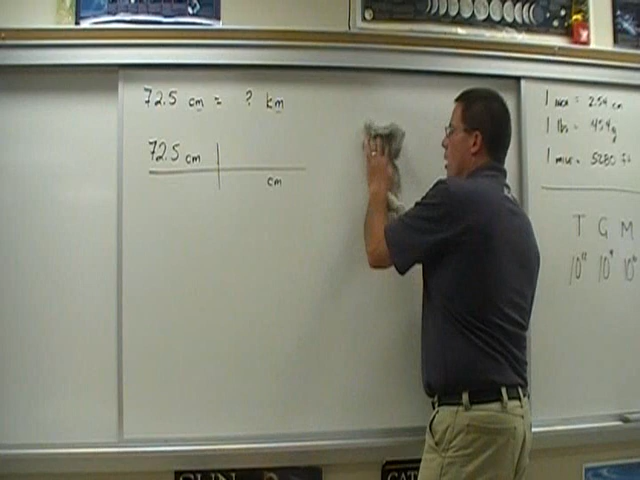 72.5 cm = ? km
72.5 cm
cm
1 inch = 2.54 cm
1 lbs = 454g
1 mile = 5280 ft
T G M
10¹² 10⁹ 10⁶